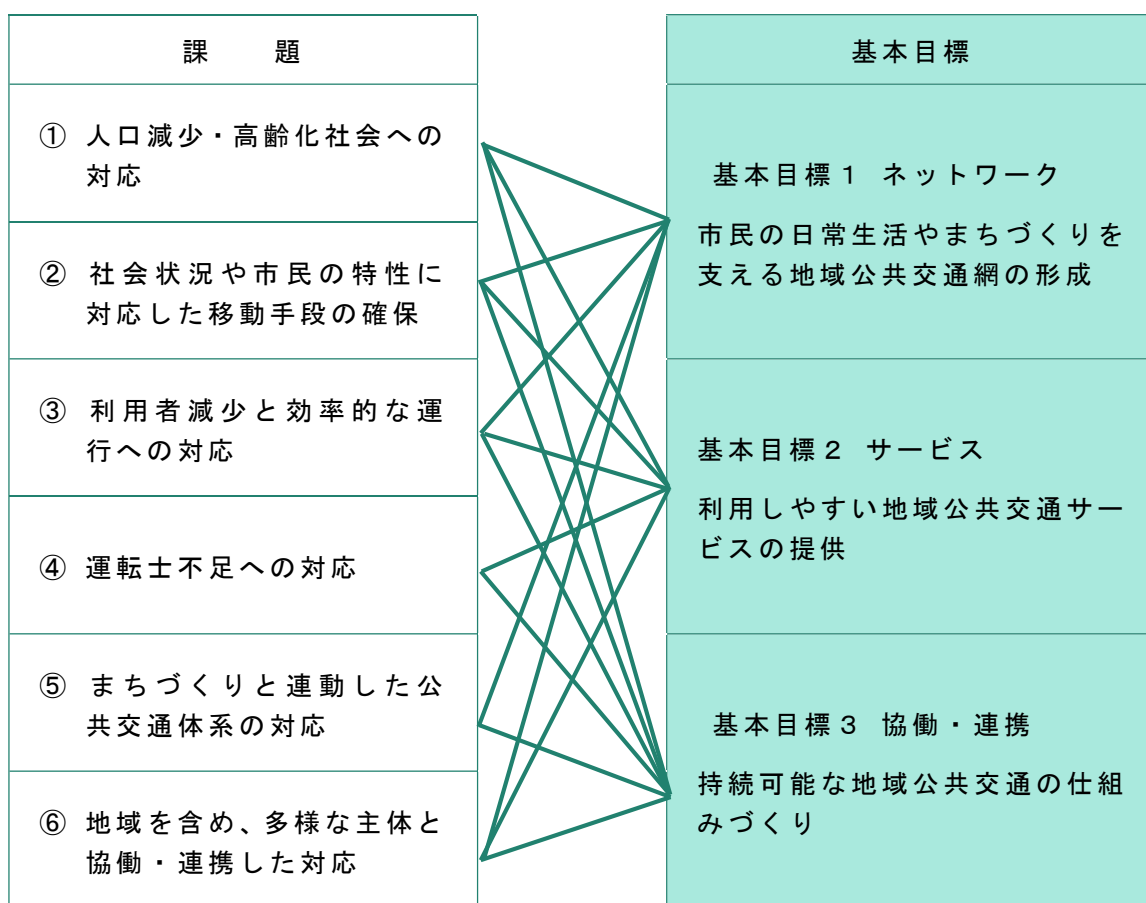 課　　題
① 人口減少・高齢化社会への
対応
② 社会状況や市民の特性に
対応した移動手段の確保
③ 利用者減少と効率的な運
行への対応
④ 運転士不足への対応
⑤ まちづくりと連動した公
共交通体系の対応
⑥ 地域を含め、多様な主体と
協働・連携した対応
基本目標
基本目標１ ネットワーク
市民の日常生活やまちづくりを
支える地域公共交通網の形成
基本目標２ サービス
利用しやすい地域公共交通サー
ビスの提供
基本目標３ 協働・連携
持続可能な地域公共交通の仕組
みづくり